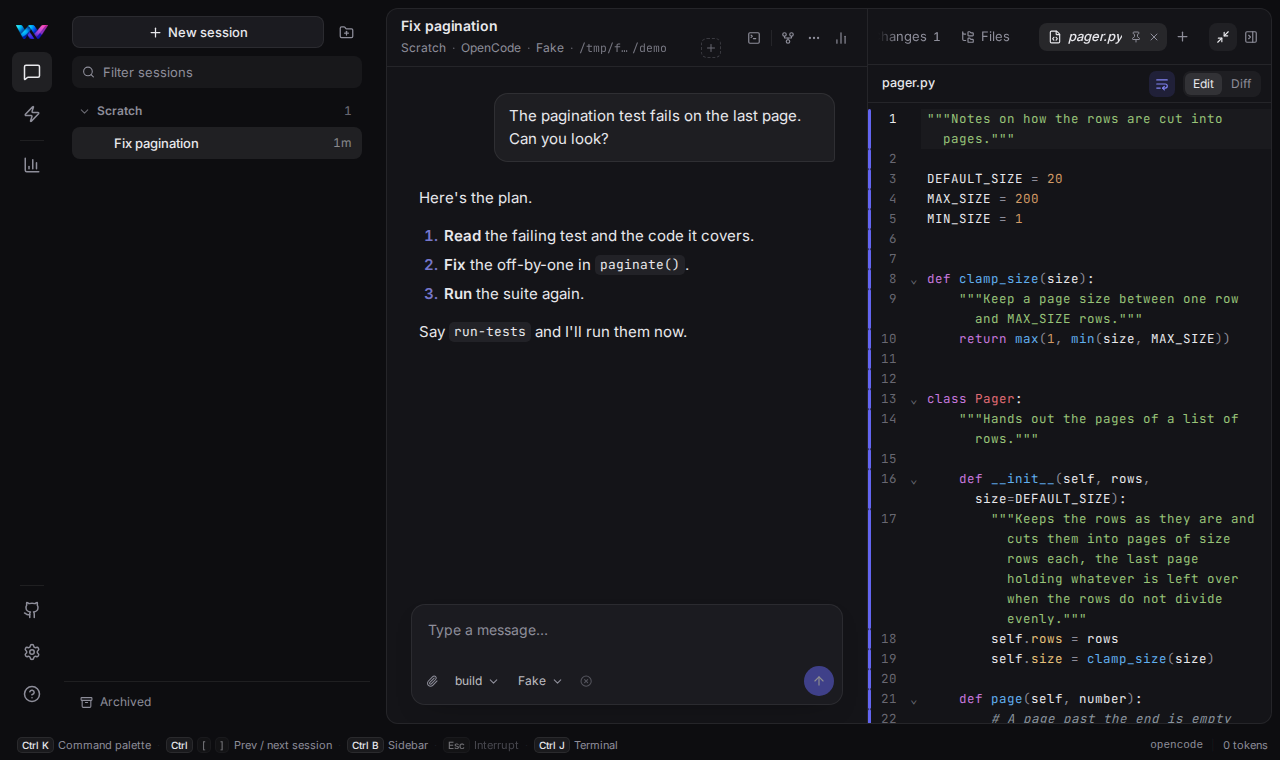 New session
Filter sessions
Scratch 1
Fix pagination 1m
Archived
Fix pagination
Scratch · OpenCode · Fake · /tmp/f… /demo
The pagination test fails on the last page.
Can you look?
Here's the plan.
1. Read the failing test and the code it covers.
2. Fix the off-by-one in paginate().
3. Run the suite again.
Say run-tests and I'll run them now.
Type a message...
build Fake
hanges 1 Files pager.py
pager.py Edit Diff
1 """Notes on how the rows are cut into
pages."""
2
3 DEFAULT_SIZE = 20
4 MAX_SIZE = 200
5 MIN_SIZE = 1
6
7
8 def clamp_size(size):
9 """Keep a page size between one row
and MAX_SIZE rows."""
10 return max(1, min(size, MAX_SIZE))
11
12
13 class Pager:
14 """Hands out the pages of a list of
rows."""
15
16 def __init__(self, rows,
size=DEFAULT_SIZE):
17 """Keeps the rows as they are and
cuts them into pages of size
rows each, the last page
holding whatever is left over
when the rows do not divide
evenly."""
18 self.rows = rows
19 self.size = clamp_size(size)
20
21 def page(self, number):
22 # A page past the end is empty
Ctrl K Command palette Ctrl [ ] Prev / next session Ctrl B Sidebar Esc Interrupt Ctrl J Terminal opencode 0 tokens